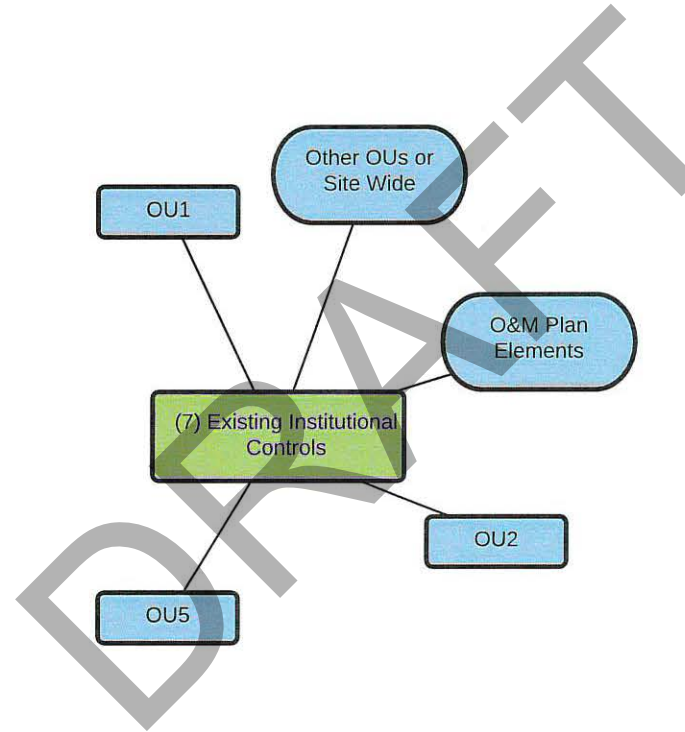 Other OUs or
Site Wide
OU1
O&M Plan
Elements
(7) Existing Institutional
Controls
OU2
OU5
DRAFT